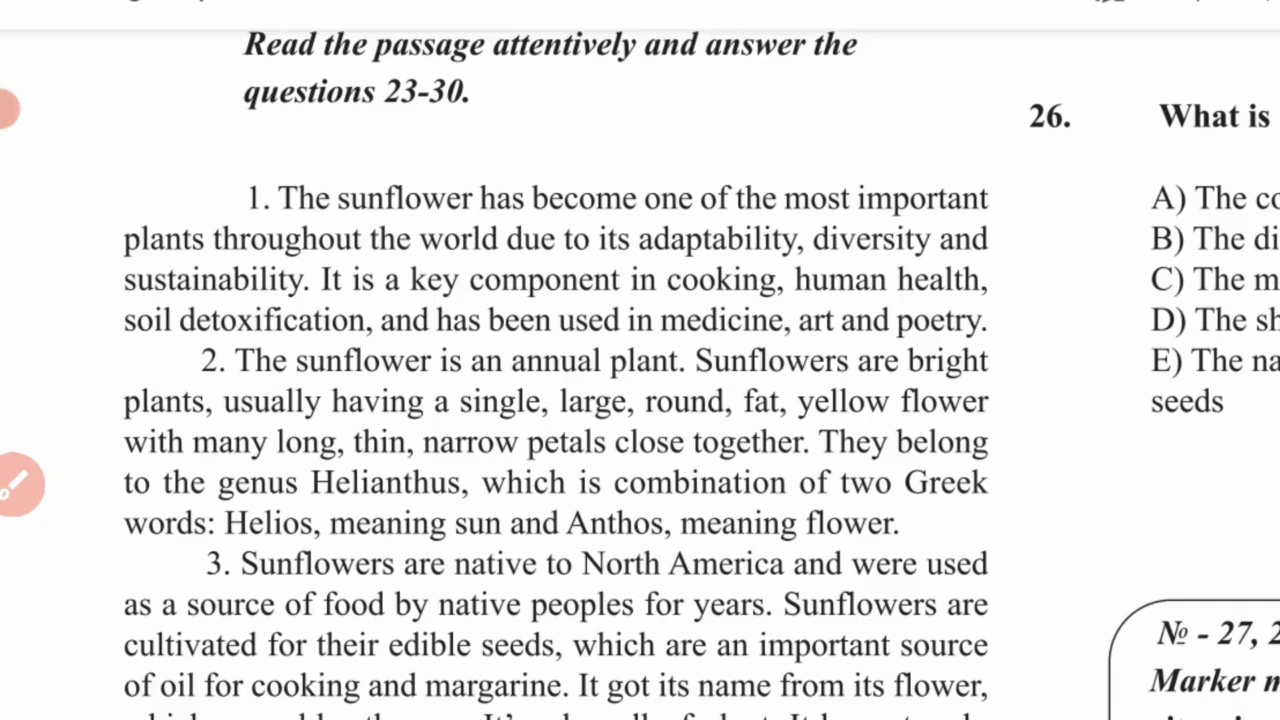 Read the passage attentively and answer the
questions 23-30.
1. The sunflower has become one of the most important
plants throughout the world due to its adaptability, diversity and
sustainability. It is a key component in cooking, human health,
soil detoxification, and has been used in medicine, art and poetry.
2. The sunflower is an annual plant. Sunflowers are bright
plants, usually having a single, large, round, fat, yellow flower
with many long, thin, narrow petals close together. They belong
to the genus Helianthus, which is combination of two Greek
words: Helios, meaning sun and Anthos, meaning flower.
3. Sunflowers are native to North America and were used
as a source of food by native peoples for years. Sunflowers are
cultivated for their edible seeds, which are an important source
of oil for cooking and margarine. It got its name from its flower,
26. What is
A) The
B) The
C) The
D) The
E) The
seeds
№ - 27,
Marker